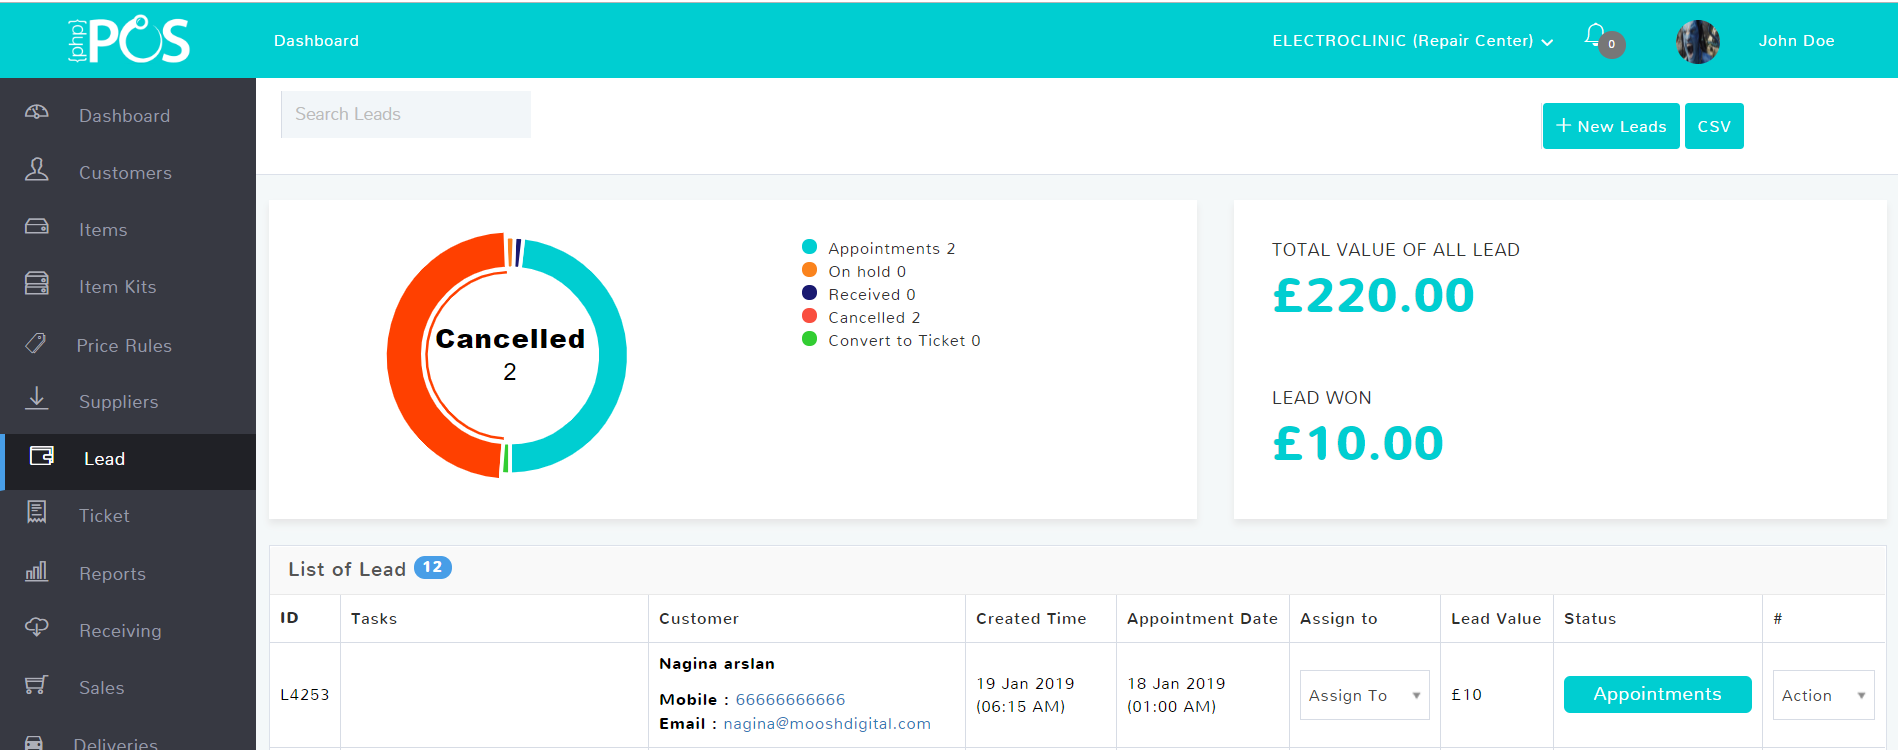 {php} POS
Dashboard
ELECTROCLINIC (Repair Center)
0
John Doe
Dashboard
Customers
Items
Item Kits
Price Rules
Suppliers
Lead
Ticket
Reports
Receiving
Sales
Deliveries
Search Leads
+ New Leads
CSV
Cancelled
2
Appointments 2
On hold 0
Received 0
Cancelled 2
Convert to Ticket 0
TOTAL VALUE OF ALL LEAD
£220.00
LEAD WON
£10.00
List of Lead 12
ID Tasks Customer Created Time Appointment Date Assign to Lead Value Status #
L4253
Nagina arslan
Mobile : 66666666666
Email : nagina@mooshdigital.com
19 Jan 2019
(06:15 AM)
18 Jan 2019
(01:00 AM)
Assign To
£10
Appointments
Action